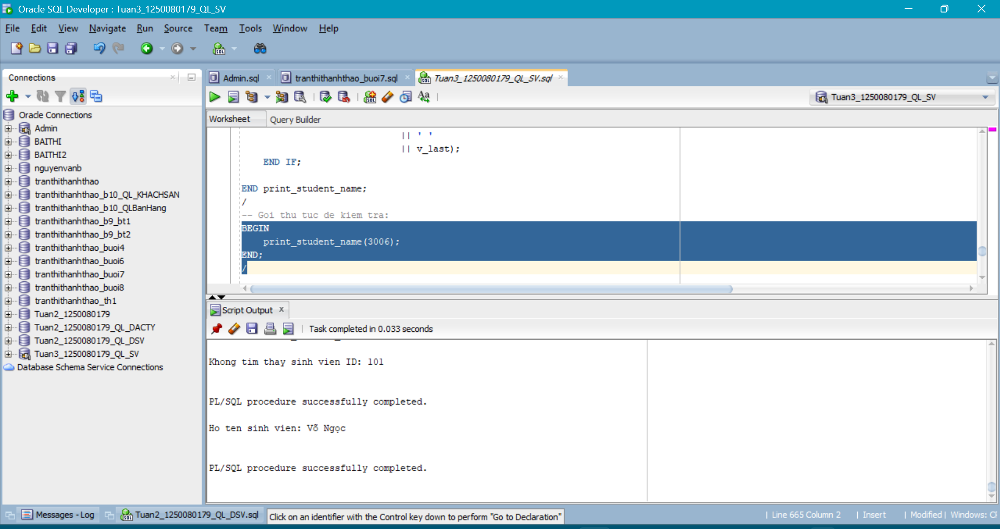 Oracle SQL Developer : Tuan3_1250080179_QL_SV
File Edit View Navigate Run Source Team Tools Window Help
Connections
Oracle Connections
Admin
BAITHI
BAITHI2
nguyenvanb
tranthithanhthao
tranthithanhthao_b10_QL_KHACHSAN
tranthithanhthao_b10_QLBanHang
tranthithanhthao_b9_bt1
tranthithanhthao_b9_bt2
tranthithanhthao_buoi4
tranthithanhthao_buoi6
tranthithanhthao_buoi7
tranthithanhthao_buoi8
tranthithanhthao_th1
Tuan2_1250080179
Tuan2_1250080179_QL_DACTY
Tuan2_1250080179_QL_DSV
Tuan3_1250080179_QL_SV
Database Schema Service Connections
Admin.sql tranthithanhthao_buoi7.sql Tuan3_1250080179_QL_SV.sql
Tuan3_1250080179_QL_SV
Worksheet Query Builder
|| ' '
|| v_last);
END IF;
END print_student_name;
/
-- Goi thu tuc de kiem tra:
BEGIN
print_student_name(3006);
END;
/
Script Output
Task completed in 0.033 seconds
Khong tim thay sinh vien ID: 101
PL/SQL procedure successfully completed.
Ho ten sinh vien: Võ Ngọc
PL/SQL procedure successfully completed.
Messages - Log Tuan2_1250080179_QL_DSV.sql Click on an identifier with the Control key down to perform "Go to Declaration" | Line 665 Column 2 | Insert | Modified | Windows: CR